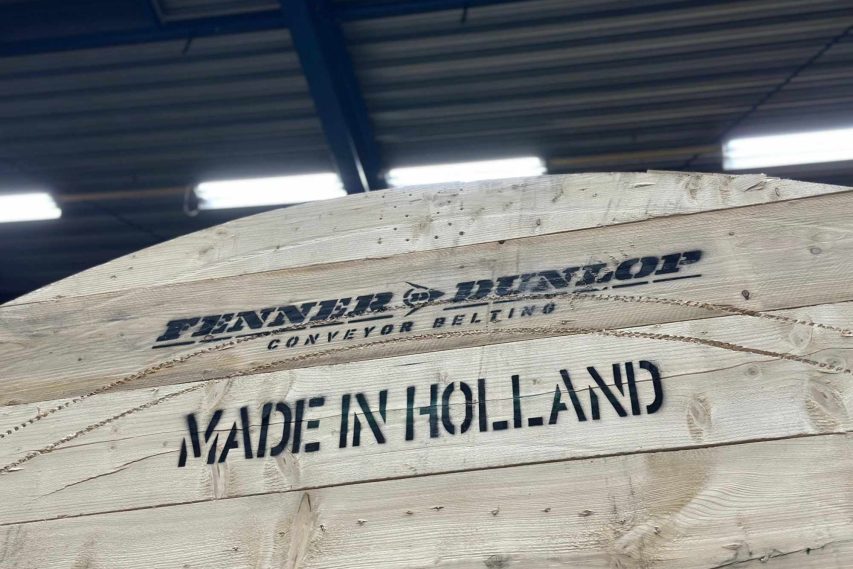 FENNER DUNLOP
CONVEYOR BELTING
MADE IN HOLLAND